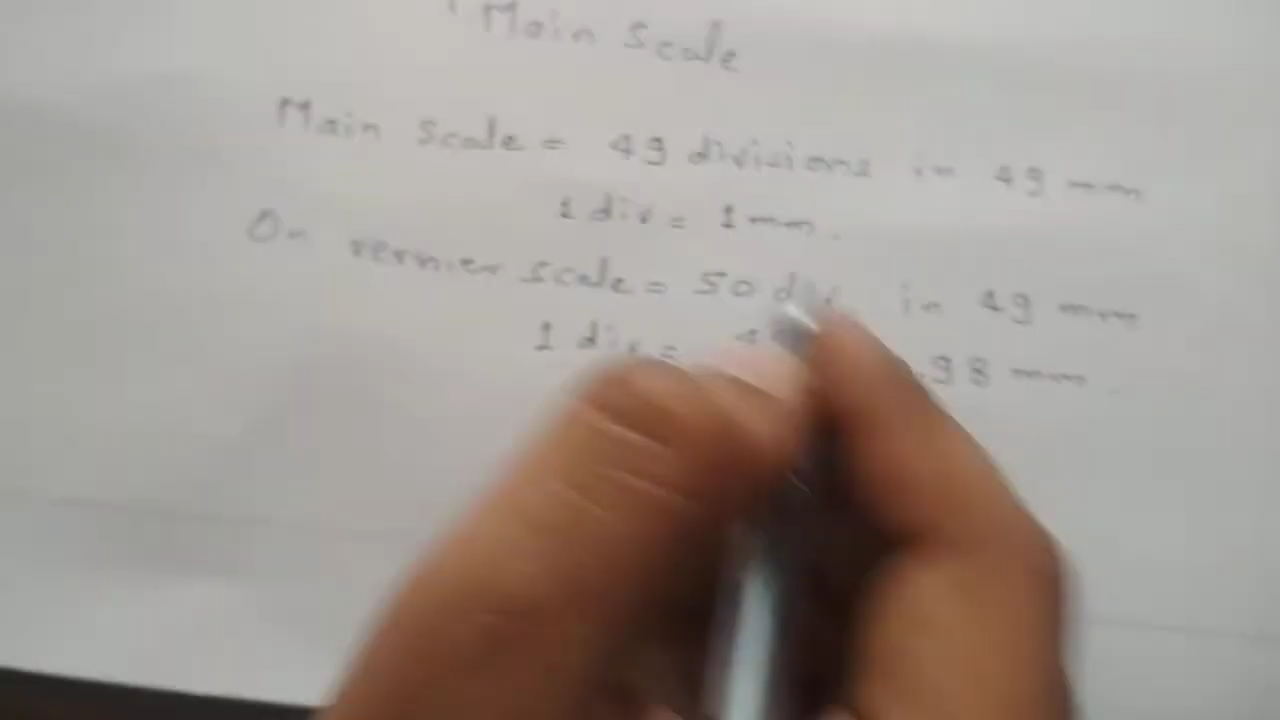 Main Scale
Main Scale = 49 divisions in 49 mm
1 div = 1 mm.
On vernier scale = 50 div in 49 mm
1 div = .98 mm.